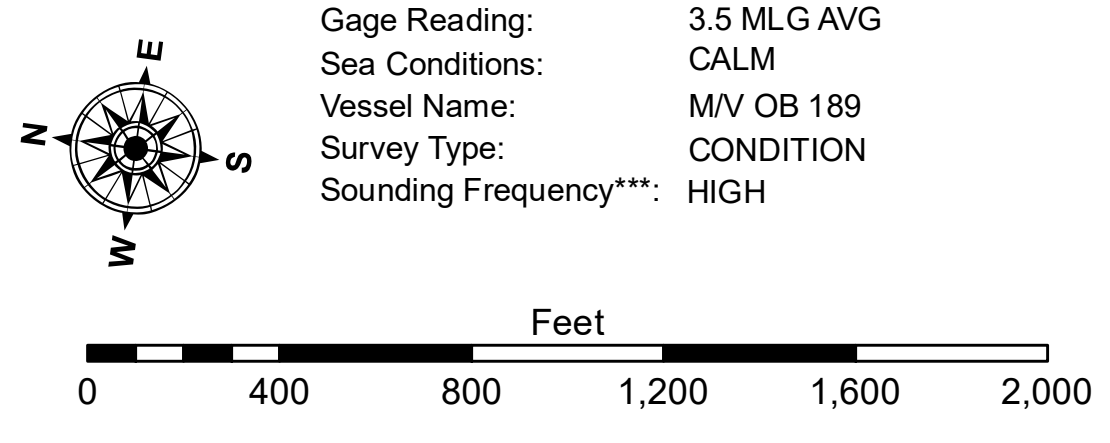 E
N
S
W
Gage Reading: 3.5 MLG AVG
Sea Conditions: CALM
Vessel Name: M/V OB 189
Survey Type: CONDITION
Sounding Frequency***: HIGH
Feet
0 400 800 1,200 1,600 2,000